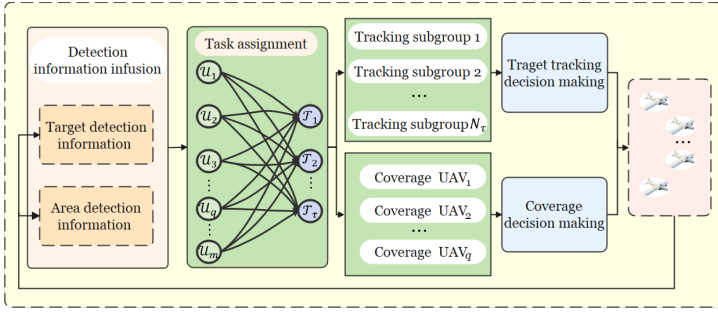 Detection
information infusion
Target detection
information
Area detection
information
Task assignment
𝒰₁
𝒰₂
𝒰₃
⋮
𝒰q
⋮
𝒰m
𝒯₁
𝒯₂
⋮
𝒯τ
Tracking subgroup 1
Tracking subgroup 2
...
Tracking subgroup Nτ
Coverage UAV₁
Coverage UAV₂
...
Coverage UAVq
Traget tracking
decision making
Coverage
decision making
...